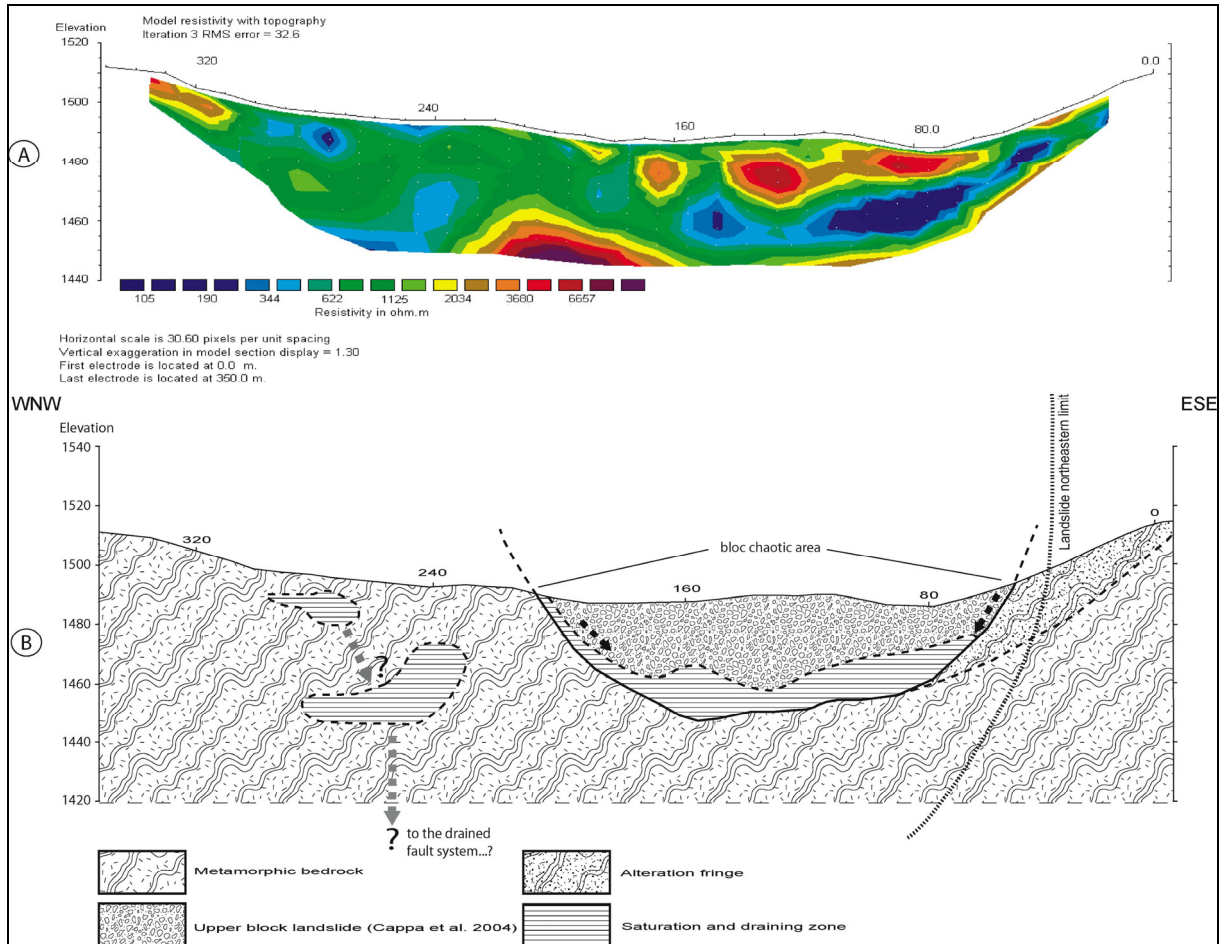 Model resistivity with topography
Elevation
Iteration 3 RMS error = 32.6
1520
320
0.0
1500
240
160
80.0
A
1480
1460
1440
105 190 344 622 1125 2034 3680 6657
Resistivity in ohm.m
Horizontal scale is 30.60 pixels per unit spacing
Vertical exaggeration in model section display = 1.30
First electrode is located at 0.0 m.
Last electrode is located at 350.0 m.
WNW
ESE
Elevation
1540
Landslide northeastern limit
1520
bloc chaotic area
0
320
1500
240
160
80
1480
?
B
1460
1440
1420
? to the drained
fault system...?
Metamorphic bedrock
Alteration fringe
Upper block landslide (Cappa et al. 2004)
Saturation and draining zone